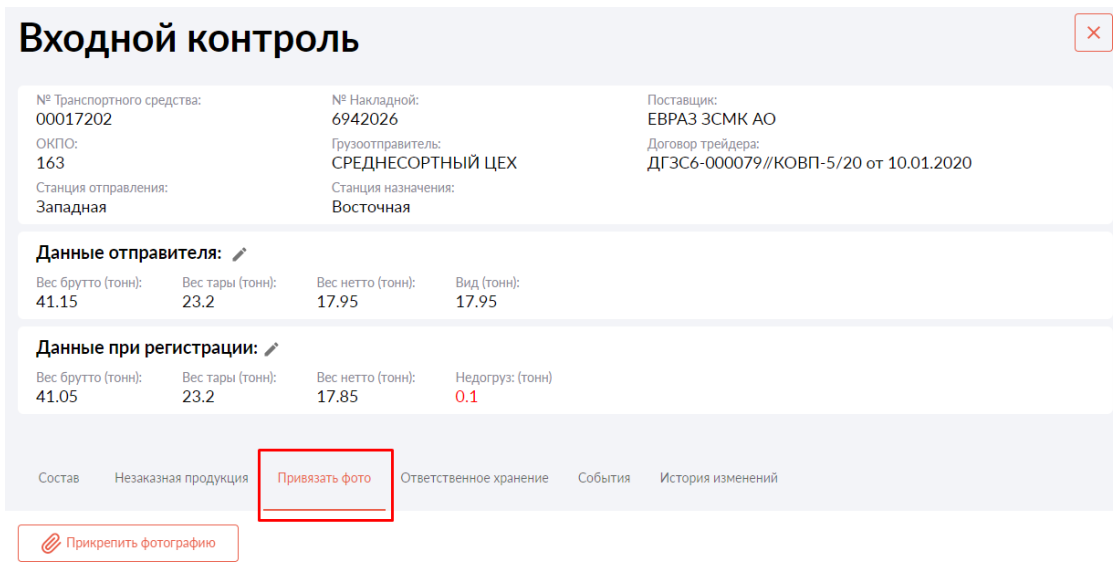 Входной контроль
№ Транспортного средства: № Накладной: Поставщик:
00017202 6942026 ЕВРАЗ ЗСМК АО
ОКПО: Грузоотправитель: Договор трейдера:
163 СРЕДНЕСОРТНЫЙ ЦЕХ ДГЗС6-000079//КОВП-5/20 от 10.01.2020
Станция отправления: Станция назначения:
Западная Восточная
Данные отправителя:
Вес брутто (тонн): Вес тары (тонн): Вес нетто (тонн): Вид (тонн):
41.15 23.2 17.95 17.95
Данные при регистрации:
Вес брутто (тонн): Вес тары (тонн): Вес нетто (тонн): Недогруз: (тонн)
41.05 23.2 17.85 0.1
Состав Незаказная продукция Привязать фото Ответственное хранение События История изменений
Прикрепить фотографию